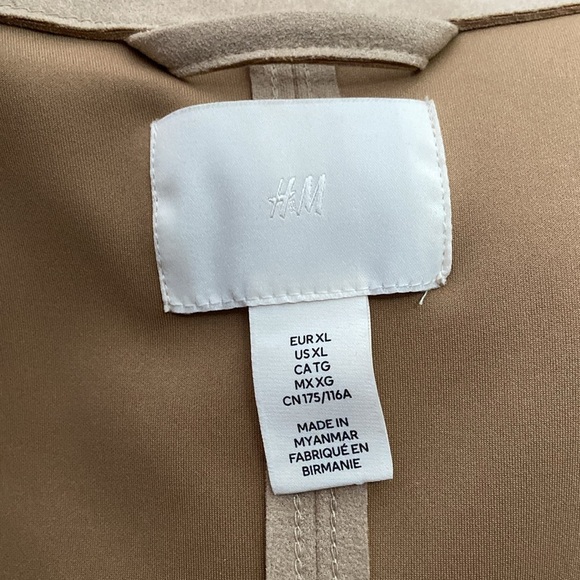 H&M
EUR XL
US XL
CA TG
MX XG
CN 175/116A
MADE IN
MYANMAR
FABRIQUÉ EN
BIRMANIE